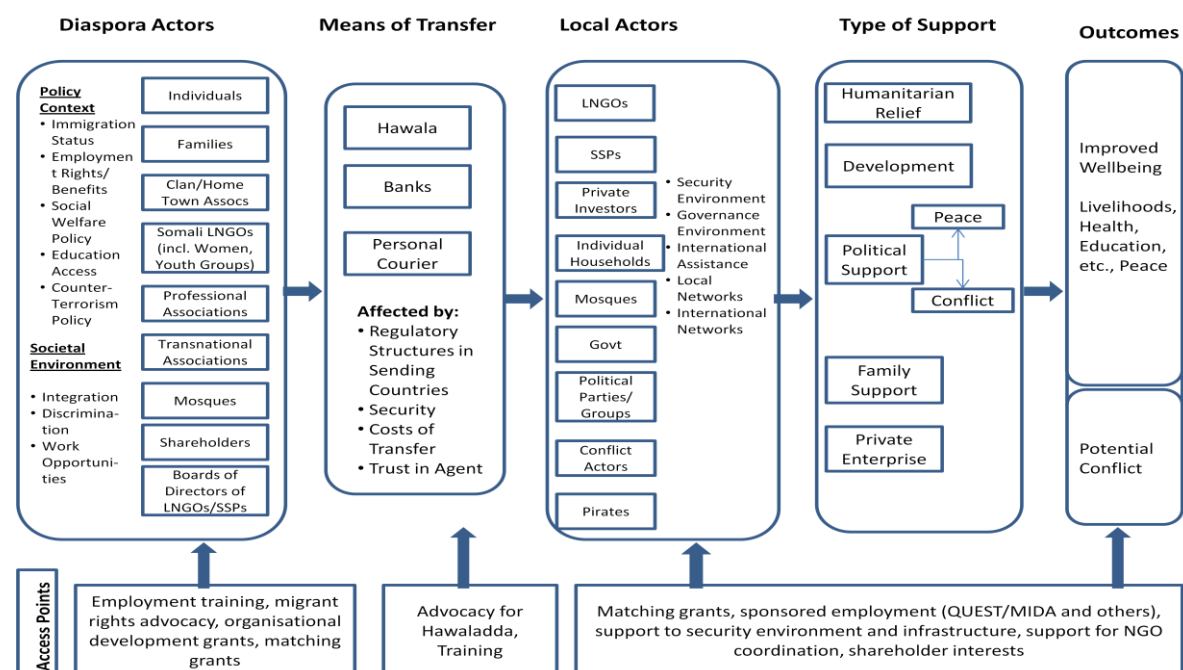 Diaspora Actors
Means of Transfer
Local Actors
Type of Support
Outcomes
Policy
Context
• Immigration
Status
• Employmen
t Rights/
Benefits
• Social
Welfare
Policy
• Education
Access
• Counter-
Terrorism
Policy
Societal
Environment
• Integration
• Discrimina-
tion
• Work
Opportuni-
ties
Individuals
Families
Clan/Home
Town Assocs
Somali LNGOs
(incl. Women,
Youth Groups)
Professional
Associations
Transnational
Associations
Mosques
Shareholders
Boards of
Directors of
LNGOs/SSPs
Hawala
Banks
Personal
Courier
Affected by:
• Regulatory
Structures in
Sending
Countries
• Security
• Costs of
Transfer
• Trust in Agent
LNGOs
SSPs
Private
Investors
Individual
Households
Mosques
Govt
Political
Parties/
Groups
Conflict
Actors
Pirates
• Security
Environment
• Governance
Environment
• International
Assistance
• Local
Networks
• International
Networks
Humanitarian
Relief
Development
Political
Support
Peace
Conflict
Family
Support
Private
Enterprise
Improved
Wellbeing
Livelihoods,
Health,
Education,
etc., Peace
Potential
Conflict
Access Points
Employment training, migrant
rights advocacy, organisational
development grants, matching
grants
Advocacy for
Hawaladda,
Training
Matching grants, sponsored employment (QUEST/MIDA and others),
support to security environment and infrastructure, support for NGO
coordination, shareholder interests